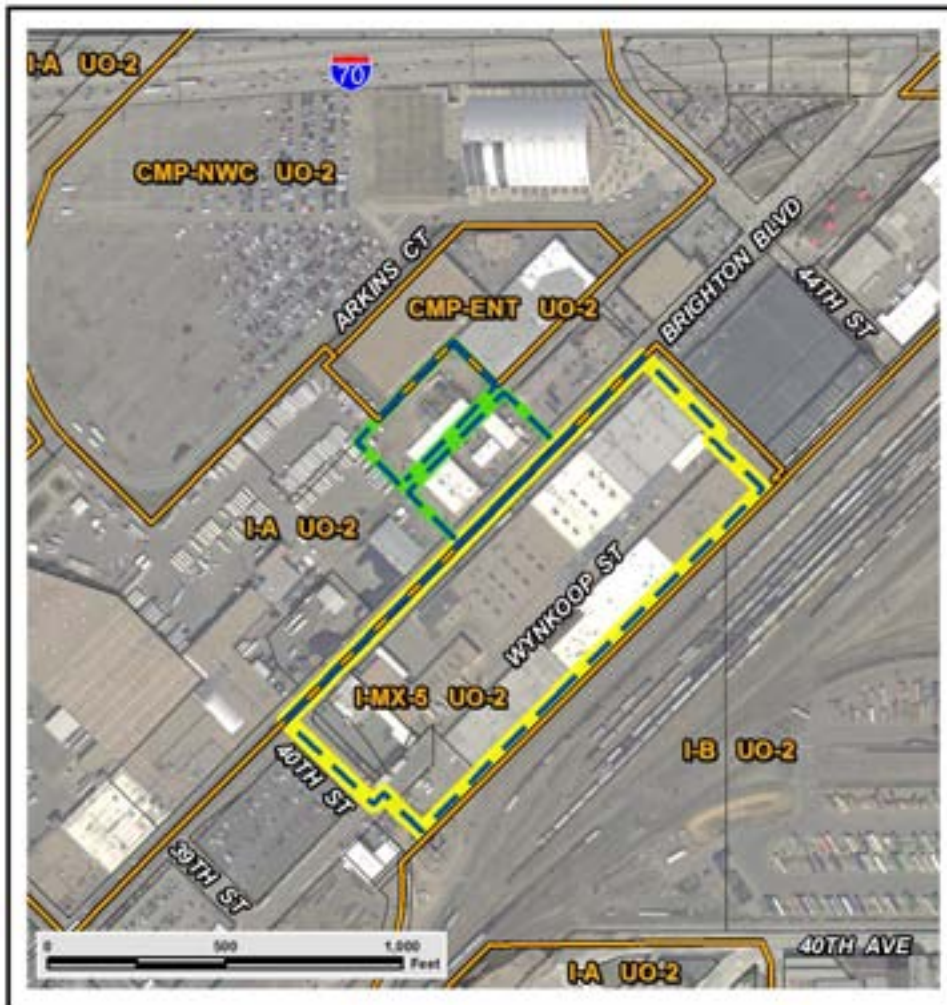 I-A UO-2
70
CMP-NWC UO-2
ARKINS CT
BRIGHTON BLVD
44TH ST
CMP-ENT UO-2
I-A UO-2
WYNKOOP ST
I-MX-5 UO-2
40TH ST
I-B UO-2
39TH ST
0 500 1,000
Feet
40TH AVE
I-A UO-2